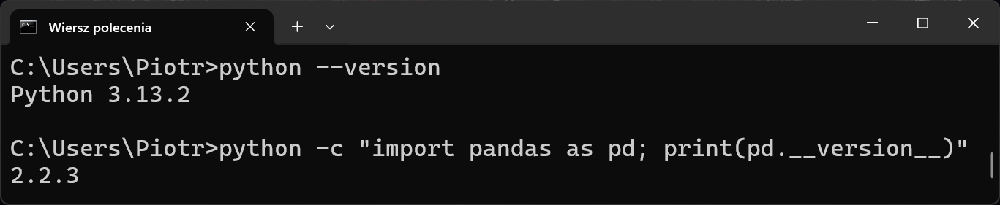 Wiersz polecenia
C:\Users\Piotr>python --version
Python 3.13.2
C:\Users\Piotr>python -c "import pandas as pd; print(pd.__version__)"
2.2.3